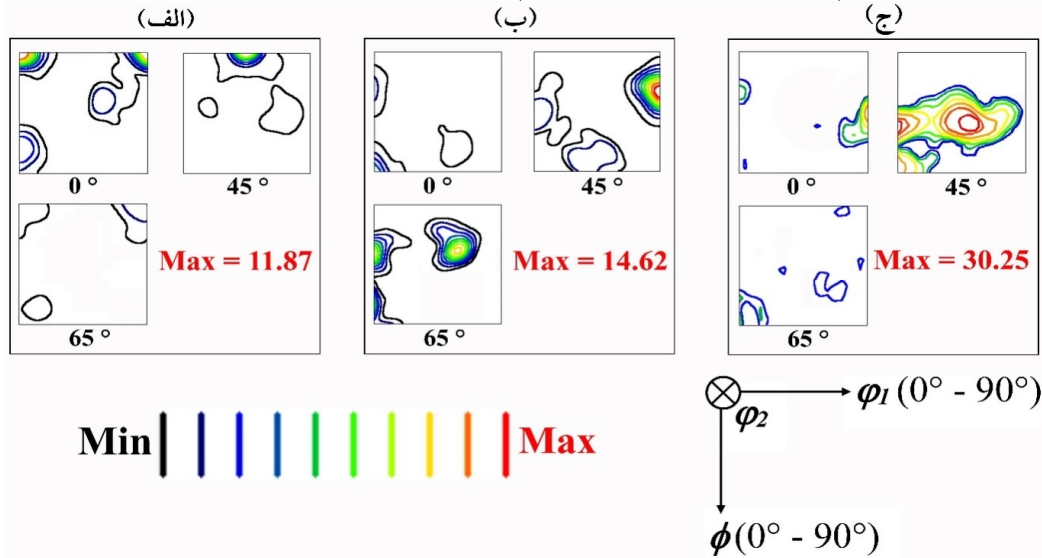 (الف)
(ب)
(ج)
0 °
45 °
65 °
Max = 11.87
0 °
45 °
65 °
Max = 14.62
0 °
45 °
65 °
Max = 30.25
Min
Max
φ1 (0° - 90°)
φ2
ϕ (0° - 90°)